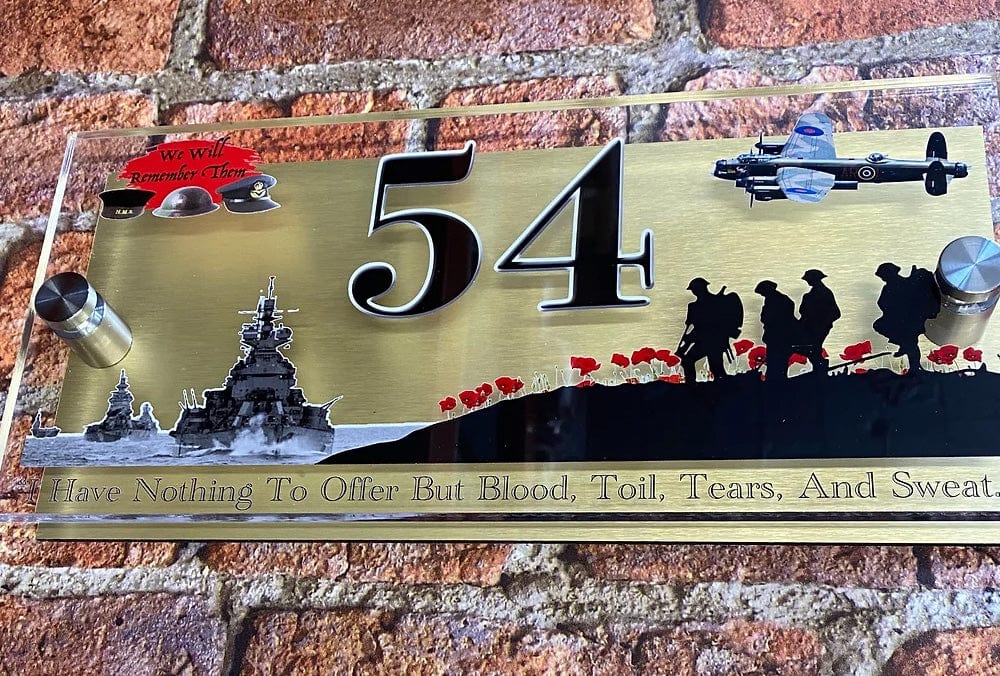 We Will
Remember Them
H.M.S.
54
"I Have Nothing To Offer But Blood, Toil, Tears, And Sweat.